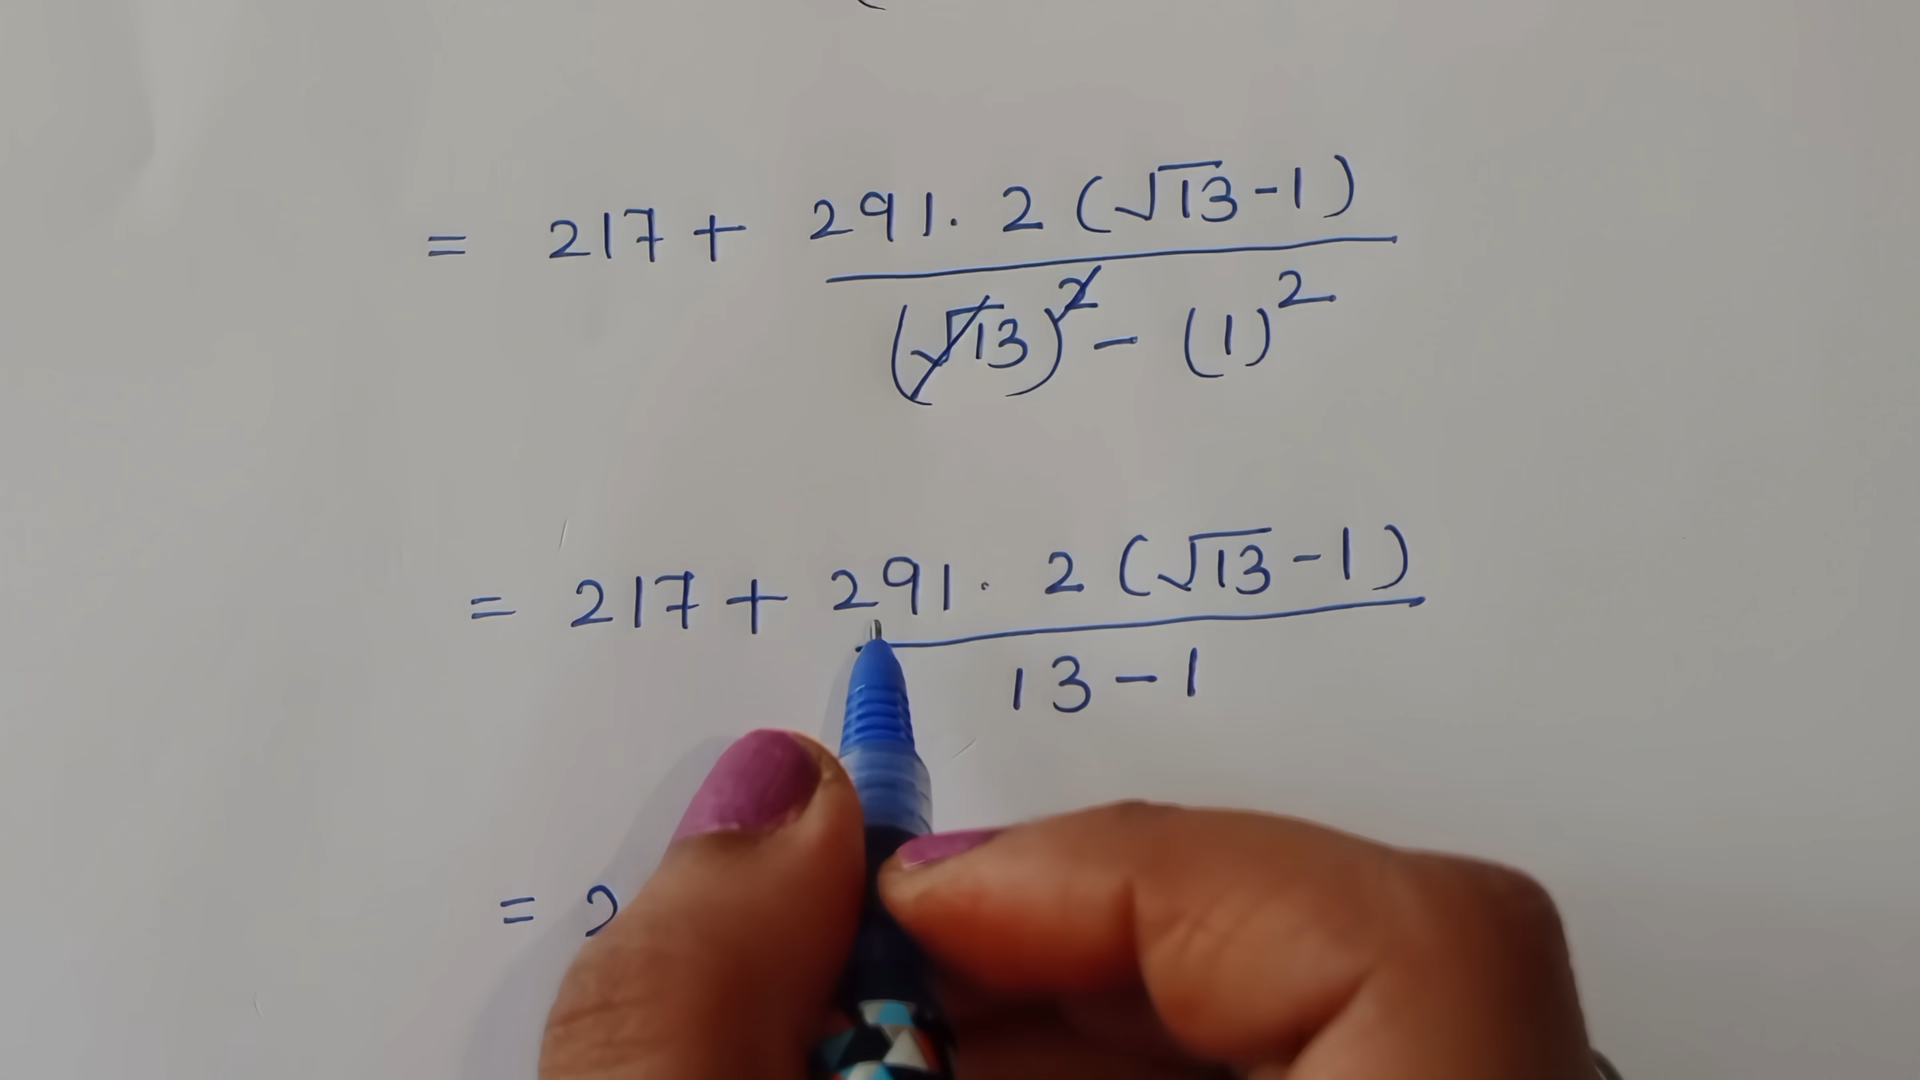 = 217 + 291 . 2 (√13 - 1) / (√13)² - (1)²
= 217 + 291 . 2 (√13 - 1) / 13 - 1
=